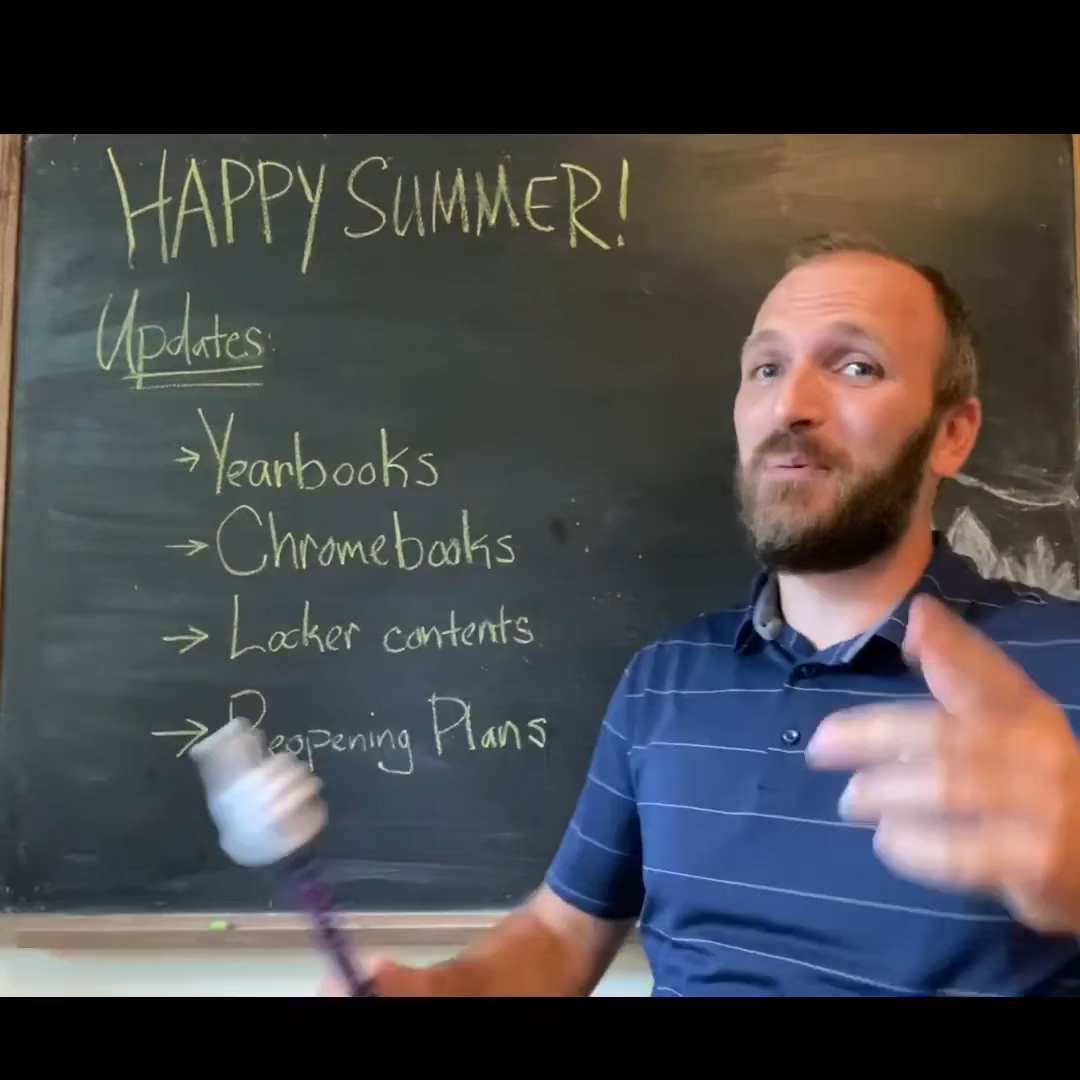 HAPPY SUMMER!
Updates:
→ Yearbooks
→ Chromebooks
→ Locker contents
→ Reopening Plans